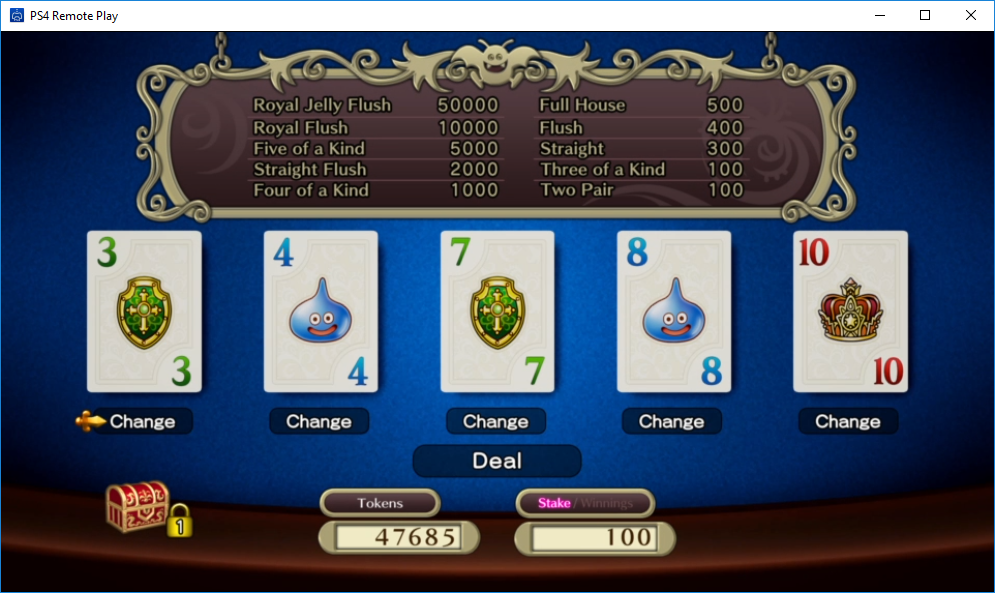 PS4 Remote Play
Royal Jelly Flush 50000 Full House 500
Royal Flush 10000 Flush 400
Five of a Kind 5000 Straight 300
Straight Flush 2000 Three of a Kind 100
Four of a Kind 1000 Two Pair 100
3 4 7 8 10
3 4 7 8 10
Change Change Change Change Change
Deal
Tokens Stake / Winnings
1
47685 100